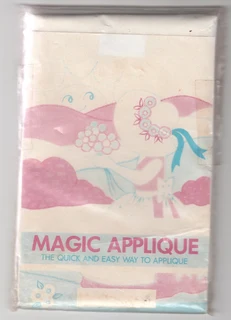 MAGIC APPLIQUE
THE QUICK AND EASY WAY TO APPLIQUE